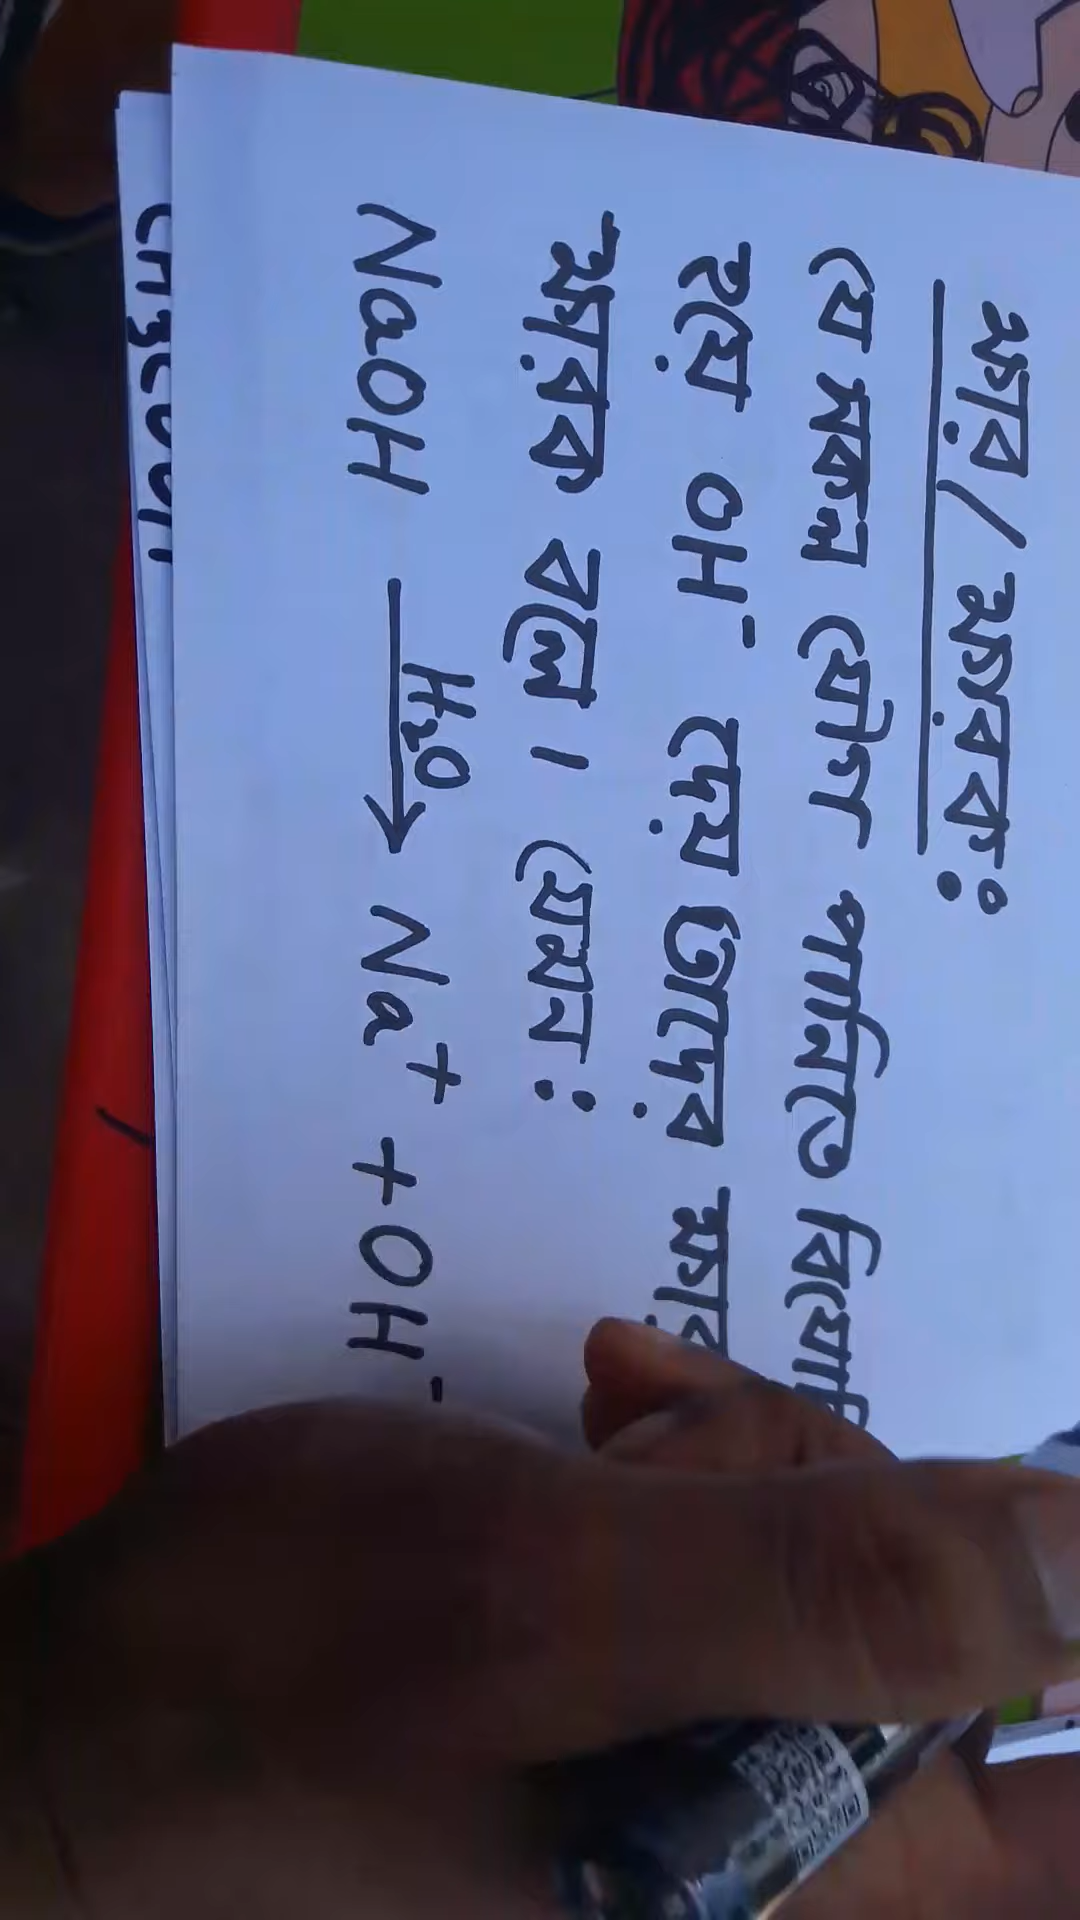 ক্ষার/ক্ষারকঃ
যে সকল যৌগ পানিতে বিযো
হয়ে OH⁻ দেয় তাদের ক্ষার
ক্ষারক বলে। যেমনঃ
NaOH —H₂O→ Na⁺ + OH⁻